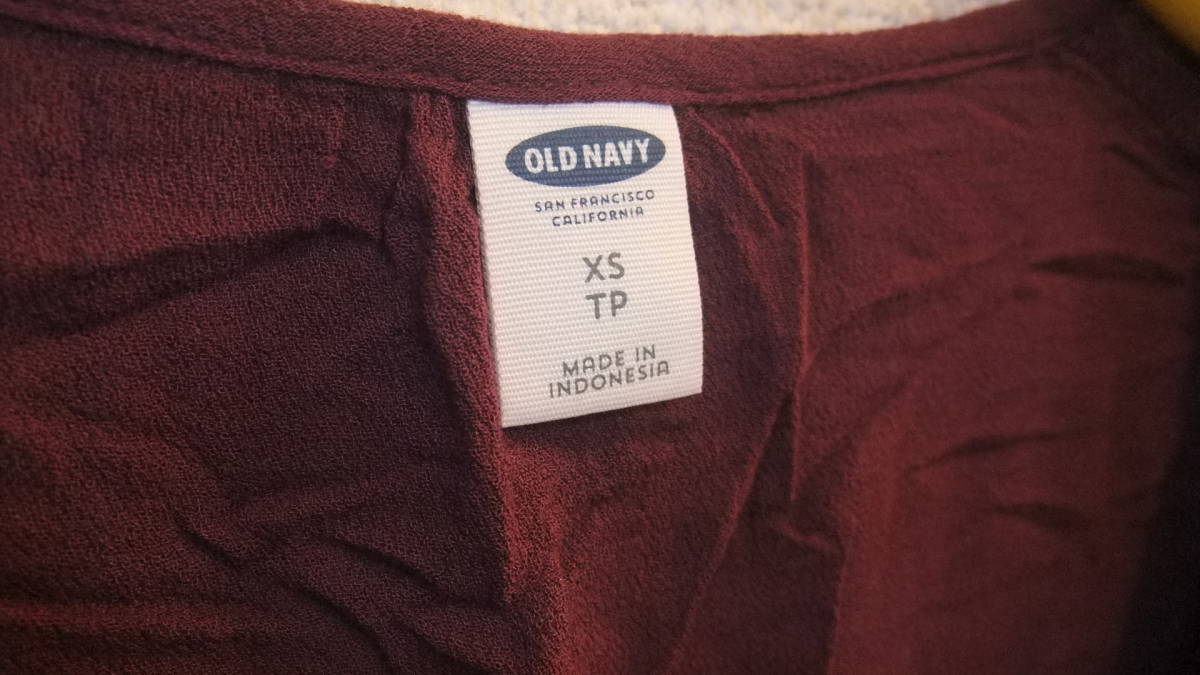 OLD NAVY
SAN FRANCISCO
CALIFORNIA
XS
TP
MADE IN
INDONESIA